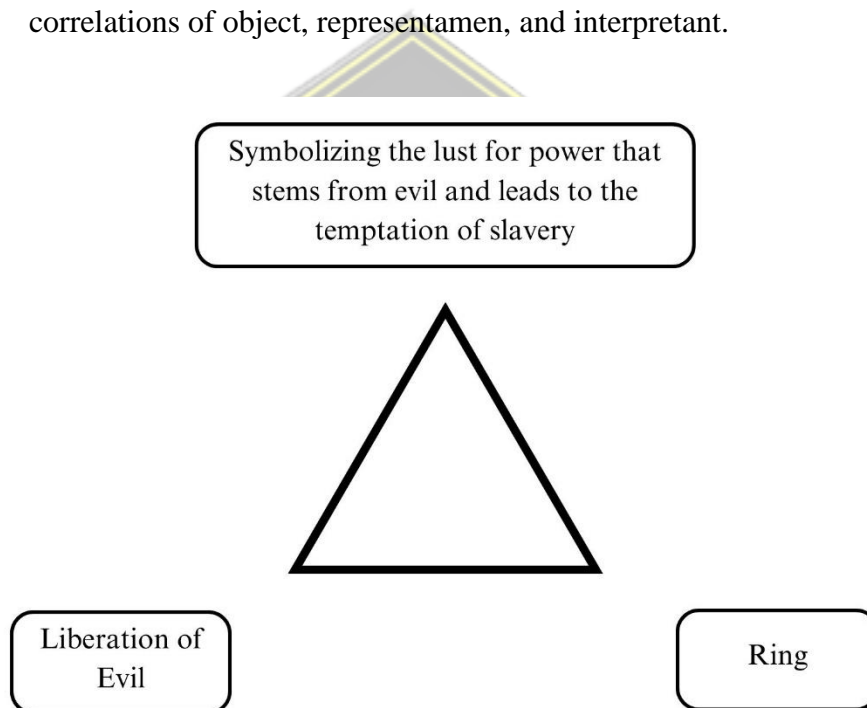 correlations of object, representamen, and interpretant.
Symbolizing the lust for power that
stems from evil and leads to the
temptation of slavery
Liberation of
Evil
Ring